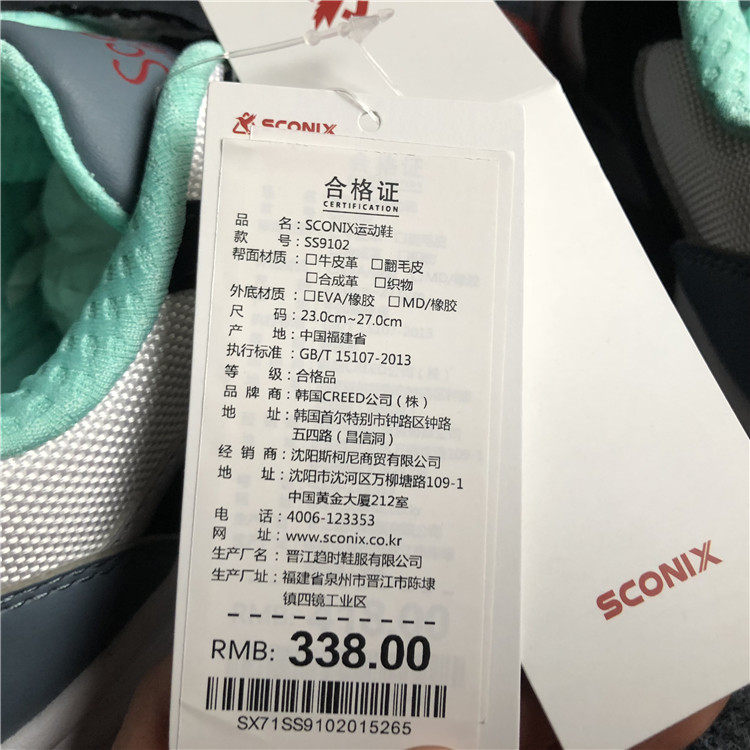 SCONIX
合格证
CERTIFICATION
品 名：SCONIX运动鞋
款 号：SS9102
帮面材质：□牛皮革 □翻毛皮
□合成革 □织物
外底材质：□EVA/橡胶 □MD/橡胶
尺 码：23.0cm~27.0cm
产 地：中国福建省
执行标准：GB/T 15107-2013
等 级：合格品
品 牌 商：韩国CREED公司（株）
地 址：韩国首尔特别市钟路区钟路
五四路（昌信洞）
经 销 商：沈阳斯柯尼商贸有限公司
地 址：沈阳市沈河区万柳塘路109-1
中国黄金大厦212室
电 话：4006-123353
网 址：www.sconix.co.kr
生产厂名：晋江趋时鞋服有限公司
生产厂址：福建省泉州市晋江市陈埭
镇四镜工业区
RMB: 338.00
SX71SS9102015265
SCONIX